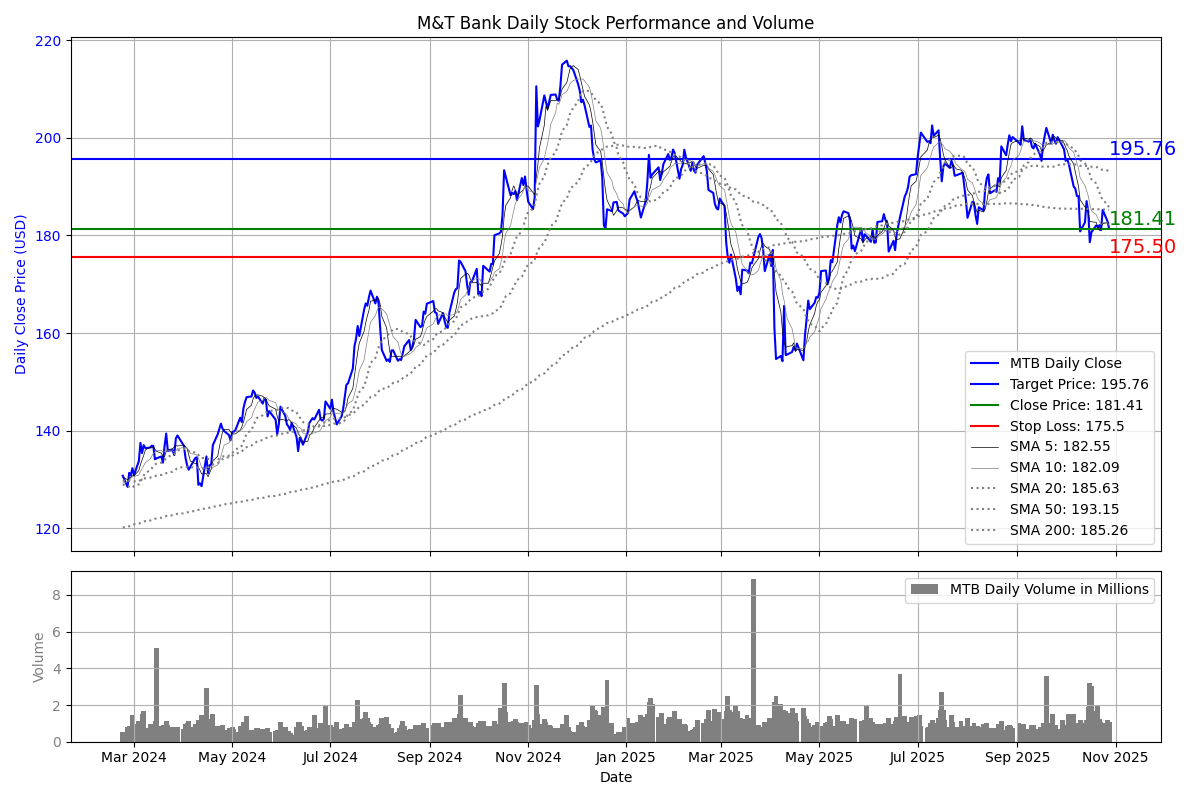 M&T Bank Daily Stock Performance and Volume
220
200
180
160
140
120
Daily Close Price (USD)
195.76
181.41
175.50
MTB Daily Close
Target Price: 195.76
Close Price: 181.41
Stop Loss: 175.5
SMA 5: 182.55
SMA 10: 182.09
SMA 20: 185.63
SMA 50: 193.15
SMA 200: 185.26
8
6
4
2
0
Volume
MTB Daily Volume in Millions
Mar 2024
May 2024
Jul 2024
Sep 2024
Nov 2024
Jan 2025
Mar 2025
May 2025
Jul 2025
Sep 2025
Nov 2025
Date